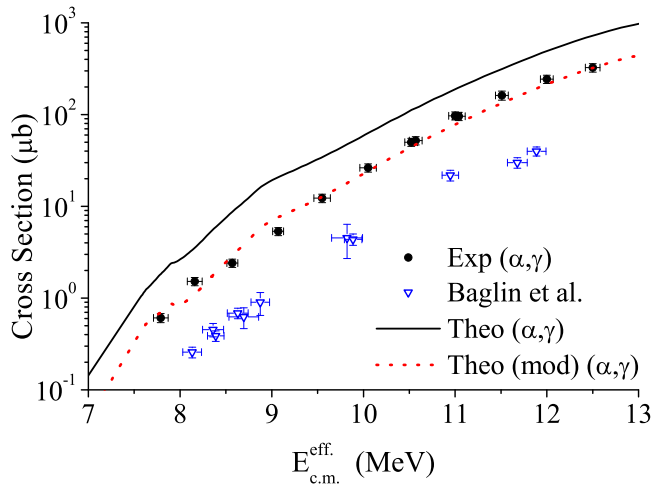 Cross Section (μb)
10³
10²
10¹
10⁰
10⁻¹
Exp (α,γ)
Baglin et al.
Theo (α,γ)
Theo (mod) (α,γ)
7 8 9 10 11 12 13
E_c.m.^eff. (MeV)